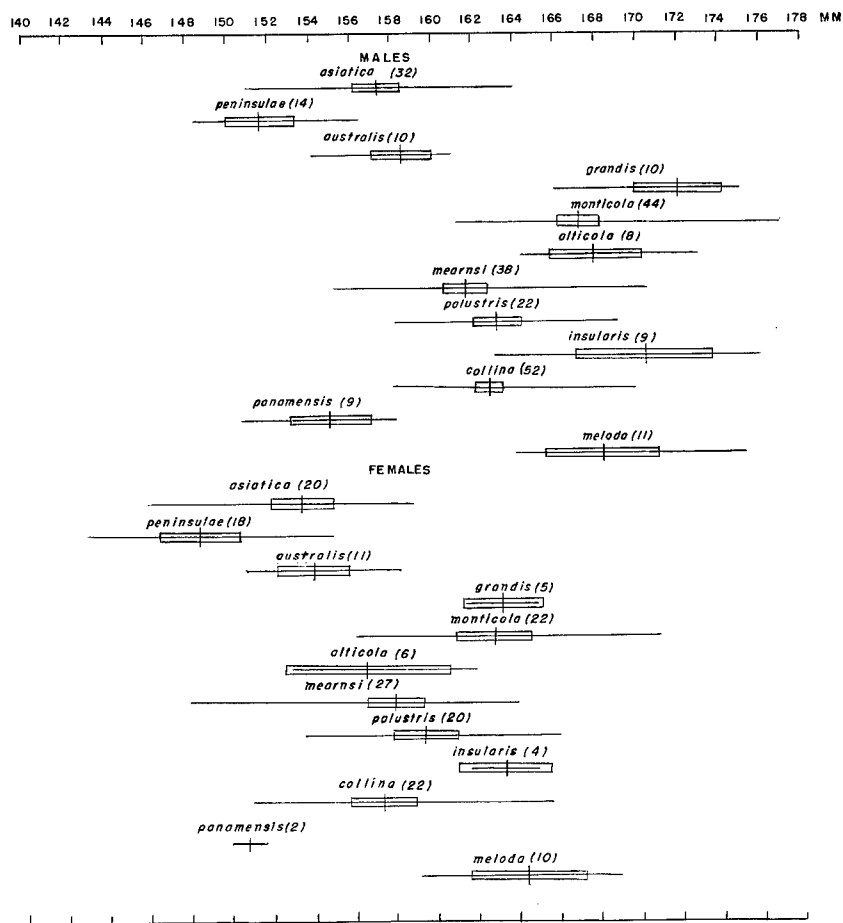 140 142 144 146 148 150 152 154 156 158 160 162 164 166 168 170 172 174 176 178 MM
MALES
asiatica (32)
peninsulae (14)
australis (10)
grandis (10)
monticola (44)
alticola (8)
mearnsi (38)
palustris (22)
insularis (9)
collina (52)
panamensis (9)
meloda (11)
FEMALES
asiatica (20)
peninsulae (18)
australis (11)
grandis (5)
monticola (22)
alticola (6)
mearnsi (27)
palustris (20)
insularis (4)
collina (22)
panamensis (2)
meloda (10)